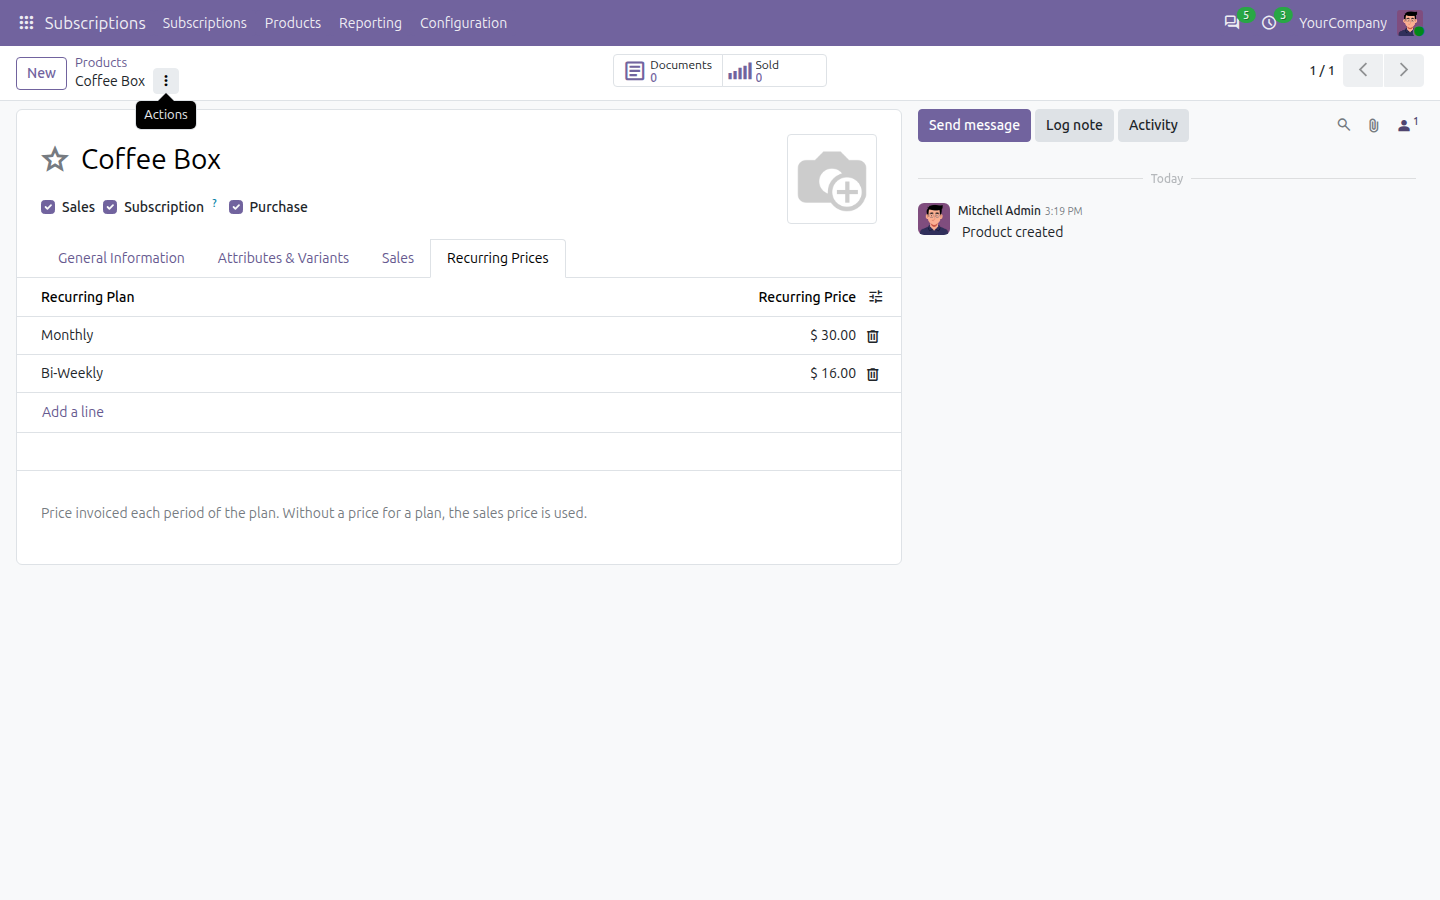 Subscriptions
Subscriptions Products Reporting Configuration
5
3
YourCompany
New
Products
Coffee Box
Documents
0
Sold
0
1 / 1
Actions
Coffee Box
Sales Subscription ? Purchase
General Information Attributes & Variants Sales Recurring Prices
Recurring Plan Recurring Price
Monthly $ 30.00
Bi-Weekly $ 16.00
Add a line
Price invoiced each period of the plan. Without a price for a plan, the sales price is used.
Send message Log note Activity
1
Today
Mitchell Admin 3:19 PM
Product created